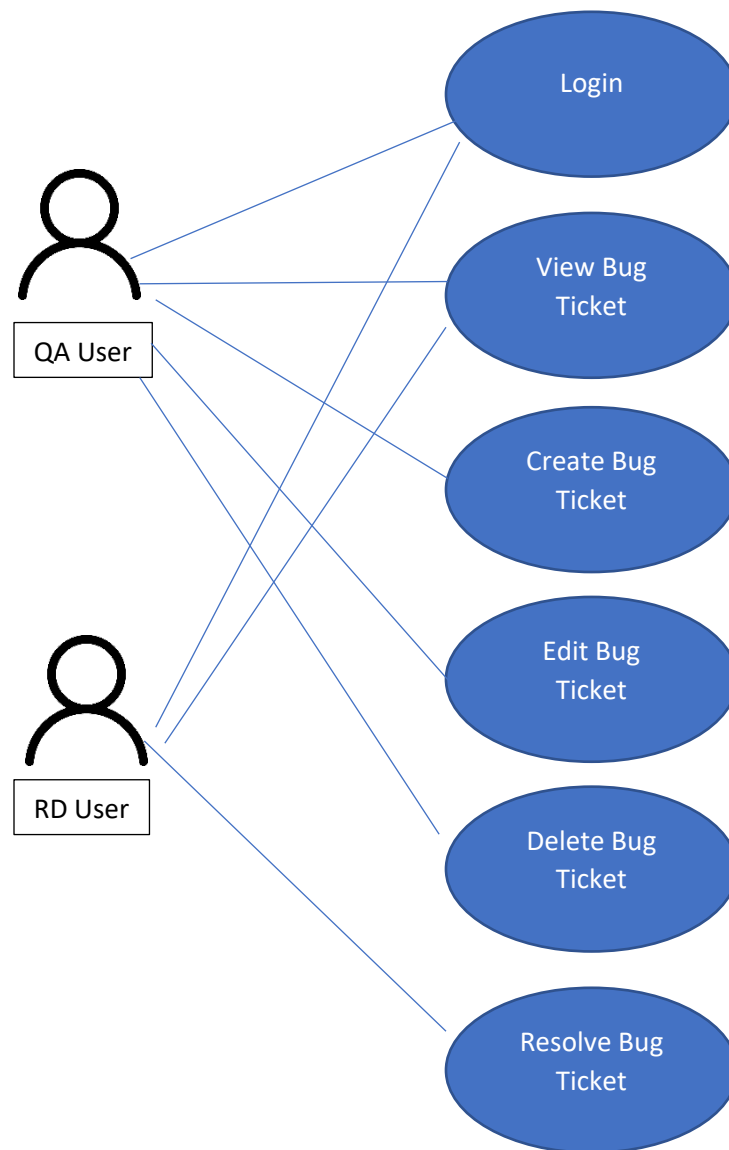 Login
View Bug
Ticket
QA User
Create Bug
Ticket
Edit Bug
Ticket
RD User
Delete Bug
Ticket
Resolve Bug
Ticket